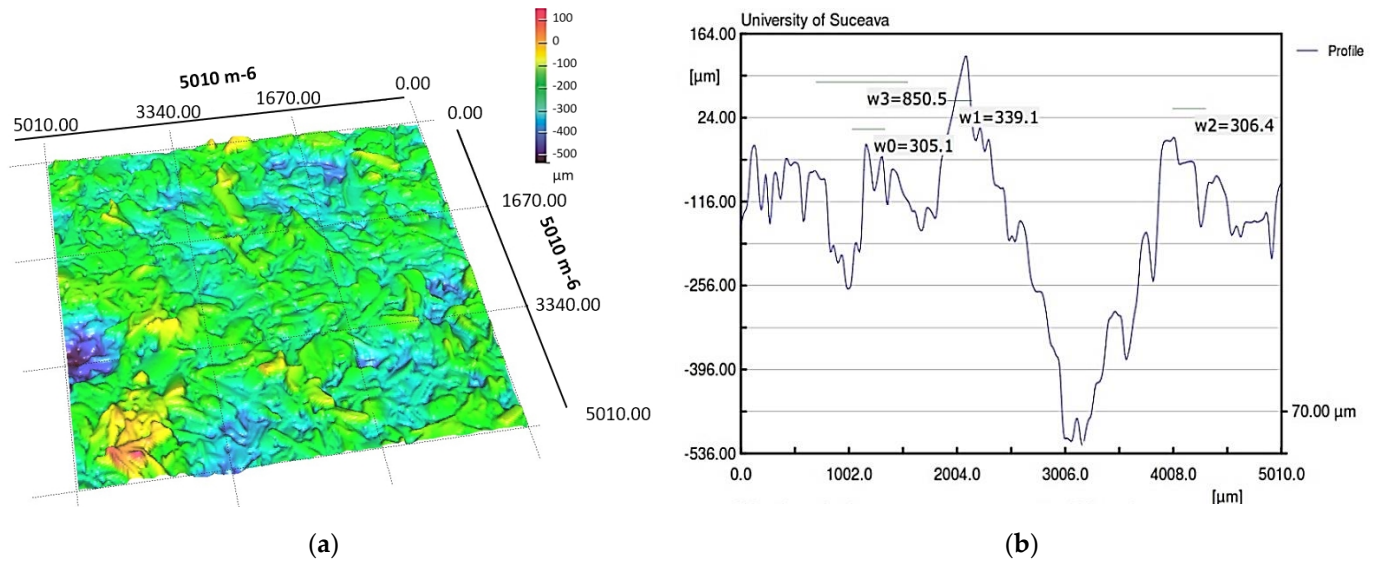 5010 m-6
5010.00
3340.00
1670.00
0.00
0.00
1670.00
5010 m-6
3340.00
5010.00
100
0
-100
-200
-300
-400
-500
µm
(a)
University of Suceava
164.00
[µm]
24.00
-116.00
-256.00
-396.00
-536.00
w3=850.5
w1=339.1
w0=305.1
w2=306.4
Profile
70.00 µm
0.0
1002.0
2004.0
3006.0
4008.0
5010.0
[µm]
(b)